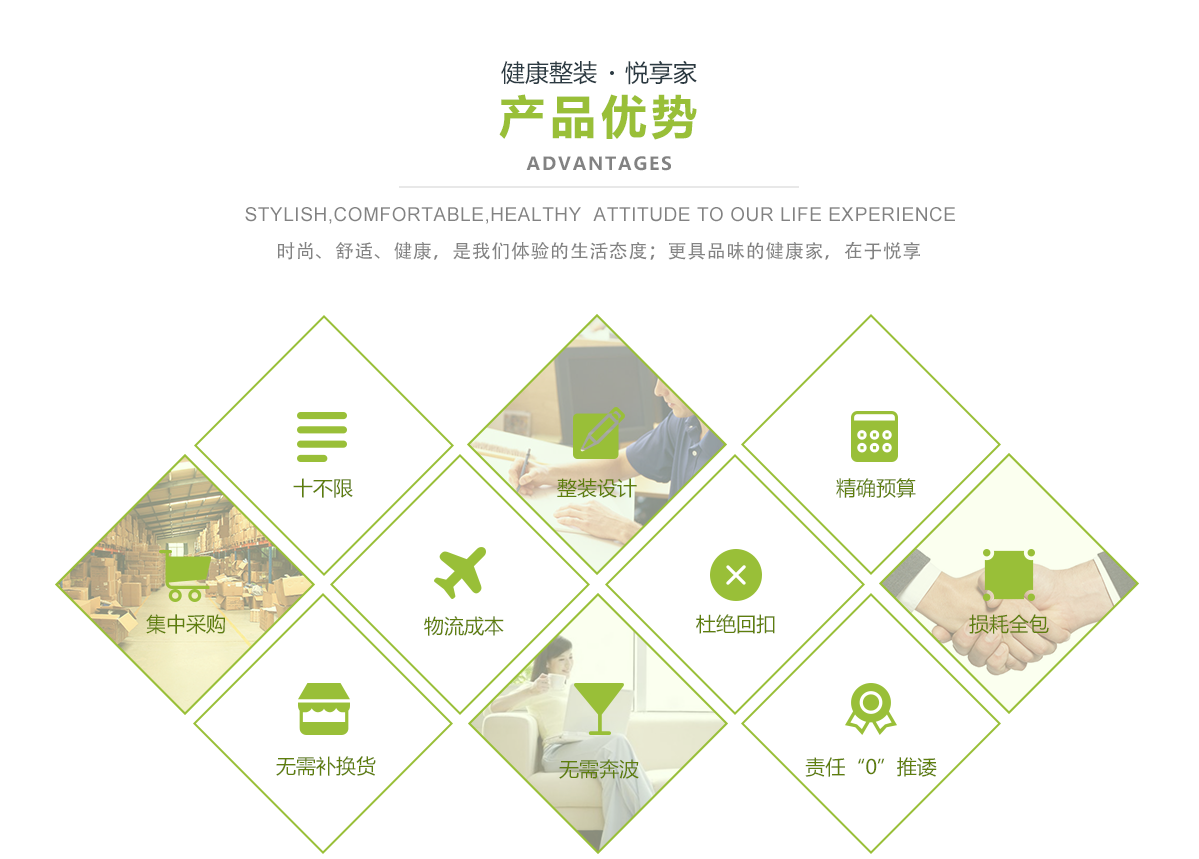 健康整装 · 悦享家
产品优势
ADVANTAGES
STYLISH,COMFORTABLE,HEALTHY ATTITUDE TO OUR LIFE EXPERIENCE
时尚、舒适、健康，是我们体验的生活态度；更具品味的健康家，在于悦享
十不限
整装设计
精确预算
集中采购
物流成本
杜绝回扣
损耗全包
无需补换货
无需奔波
责任“0”推诿